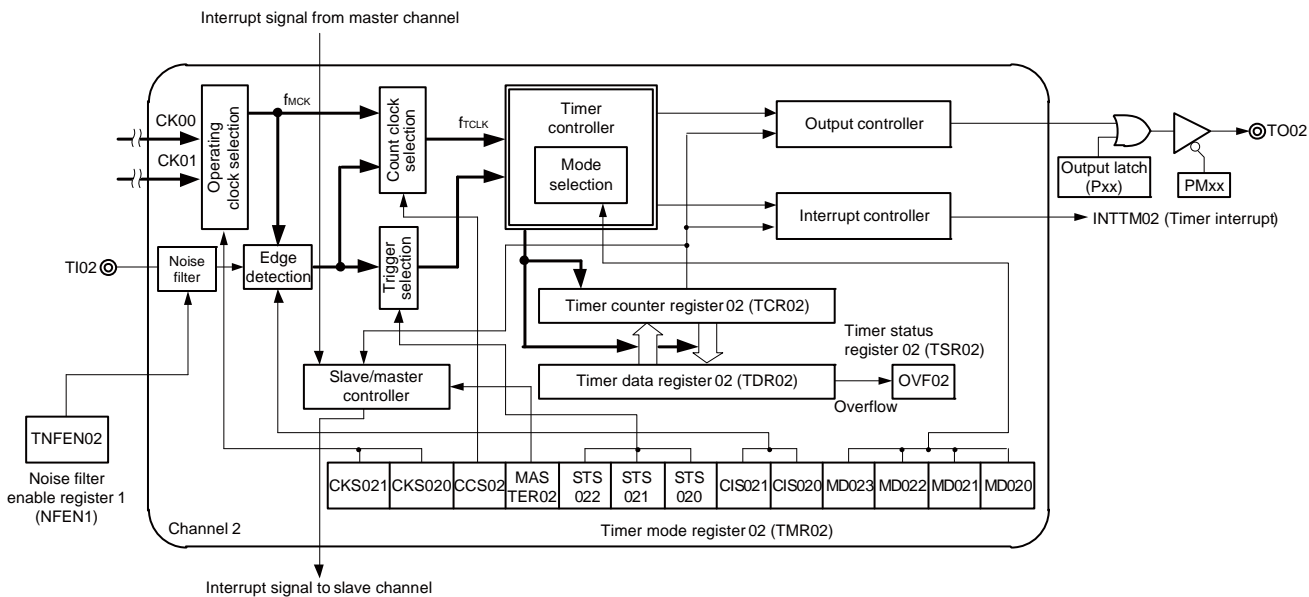 Interrupt signal from master channel
CK00
CK01
Operating
clock selection
fMCK
Count clock
selection
fTCLK
Timer
controller
Mode
selection
Output controller
TO02
Output latch
(Pxx)
PMxx
Interrupt controller
INTTM02 (Timer interrupt)
TI02
Noise
filter
Edge
detection
Trigger
selection
Timer counter register 02 (TCR02)
Timer status
register 02 (TSR02)
Slave/master
controller
Timer data register 02 (TDR02)
OVF02
Overflow
TNFEN02
Noise filter
enable register 1
(NFEN1)
CKS021
CKS020
CCS02
MAS
TER02
STS
022
STS
021
STS
020
CIS021
CIS020
MD023
MD022
MD021
MD020
Channel 2
Timer mode register 02 (TMR02)
Interrupt signal to slave channel